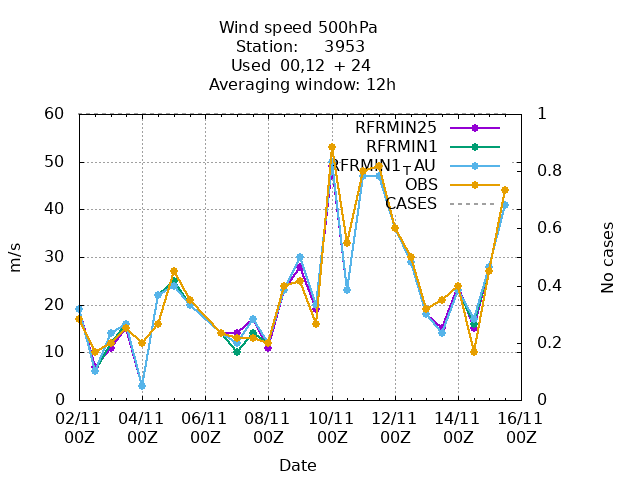 Wind speed 500hPa
Station: 3953
Used 00,12 + 24
Averaging window: 12h
60 1
RFRMIN25
RFRMIN1
50 0.8
RFRMIN1TAU
OBS
40
CASES
0.6
m/s
30
No cases
0.4
20
10 0.2
0 0
02/11 04/11 06/11 08/11 10/11 12/11 14/11 16/11
00Z 00Z 00Z 00Z 00Z 00Z 00Z 00Z
Date